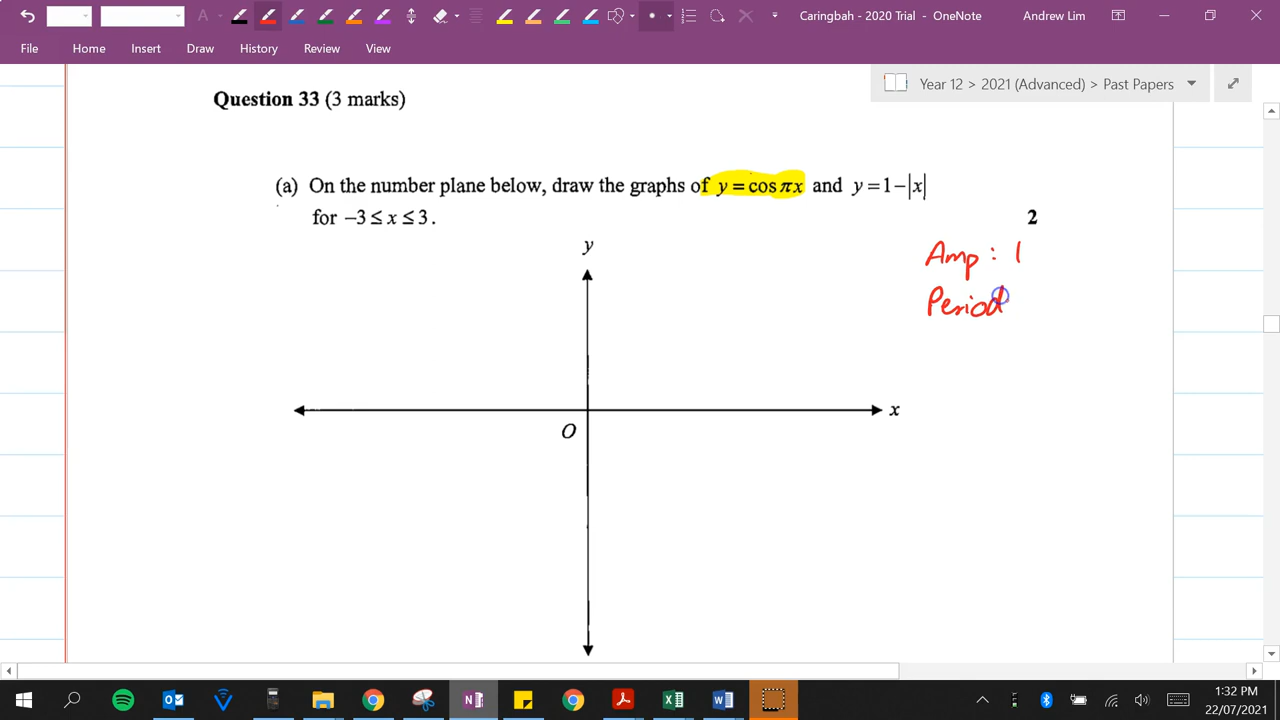 Caringbah - 2020 Trial - OneNote
Andrew Lim
File Home Insert Draw History Review View
Year 12 > 2021 (Advanced) > Past Papers
Question 33 (3 marks)
(a) On the number plane below, draw the graphs of y = cos πx and y = 1 − |x|
for −3 ≤ x ≤ 3.
2
Amp : 1
Period
y
x
O
1:32 PM
22/07/2021